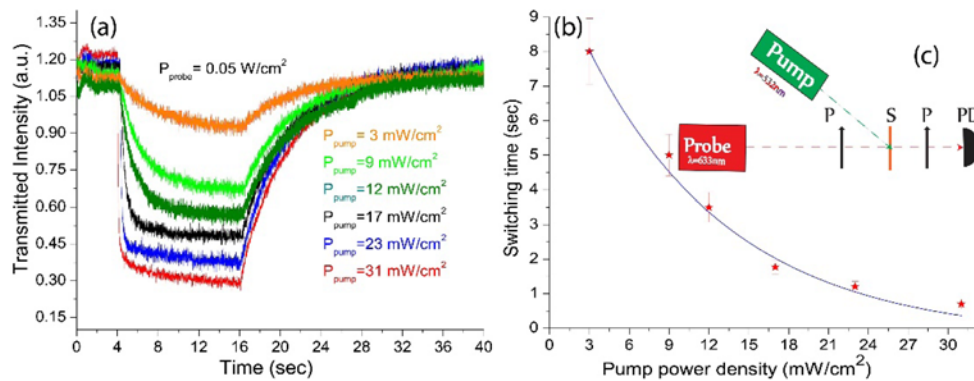 (a)
Transmitted Intensity (a.u.)
1.35
1.20
1.05
0.90
0.75
0.60
0.45
0.30
0.15
P_probe = 0.05 W/cm²
P_pump = 3 mW/cm²
P_pump=9 mW/cm²
P_pump=12 mW/cm²
P_pump=17 mW/cm²
P_pump=23 mW/cm²
P_pump=31 mW/cm²
0 4 8 12 16 20 24 28 32 36 40
Time (sec)
(b)
Switching time (sec)
9
8
7
6
5
4
3
2
1
0
0 3 6 9 12 15 18 21 24 27 30
Pump power density (mW/cm²)
(c)
Pump
λ=532nm
Probe
λ=633nm
P S P PD